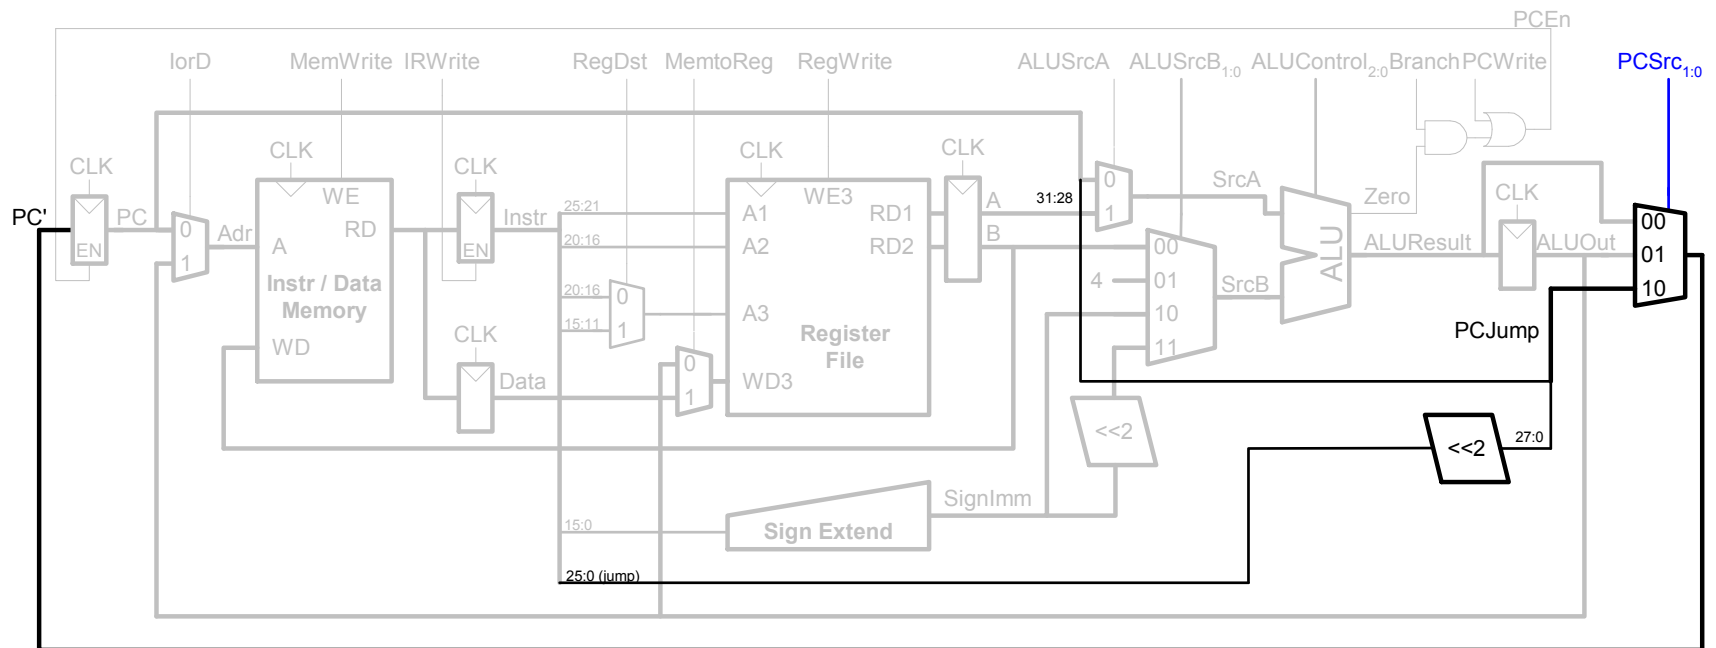 PCEn
IorD MemWrite IRWrite RegDst MemtoReg RegWrite ALUSrcA ALUSrcB1:0 ALUControl2:0 Branch PCWrite PCSrc1:0
CLK CLK CLK CLK CLK
PC' PC EN
0 1 Adr
WE A RD
Instr / Data
Memory
WD
EN Instr
CLK
Data
25:21
20:16
20:16
15:11
15:0
25:0 (jump)
0 1
0 1
WE3
A1 RD1
A2 RD2
A3
Register
File
WD3
A
B
31:28
0
1
SrcA
00
4 01
10
11
SrcB
ALU
Zero
ALUResult
CLK
ALUOut
00
01
10
PCJump
<<2
<<2
27:0
SignImm
Sign Extend